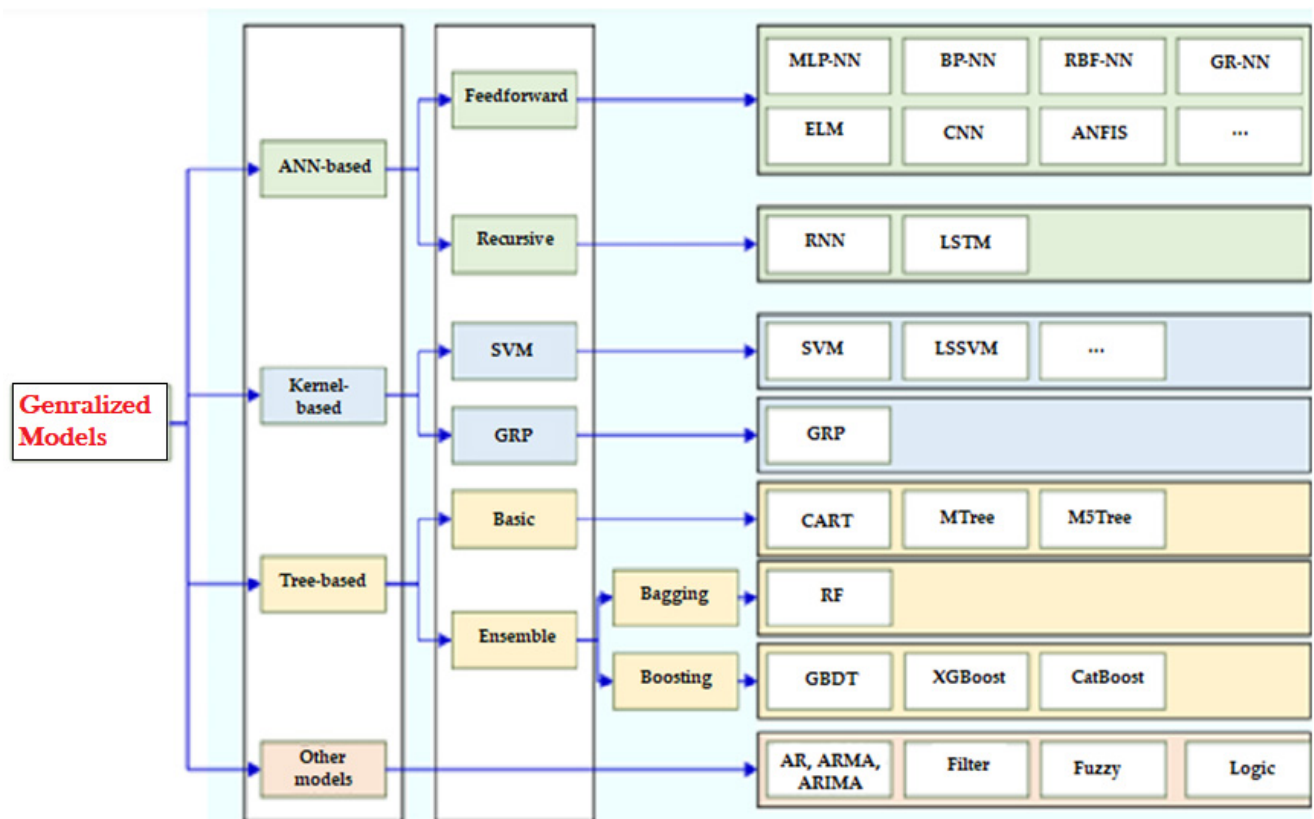 Genralized
Models
ANN-based
Kernel-
based
Tree-based
Other
models
Feedforward
Recursive
SVM
GRP
Basic
Ensemble
Bagging
Boosting
MLP-NN
BP-NN
RBF-NN
GR-NN
ELM
CNN
ANFIS
...
RNN
LSTM
SVM
LSSVM
...
GRP
CART
MTree
M5Tree
RF
GBDT
XGBoost
CatBoost
AR, ARMA,
ARIMA
Filter
Fuzzy
Logic